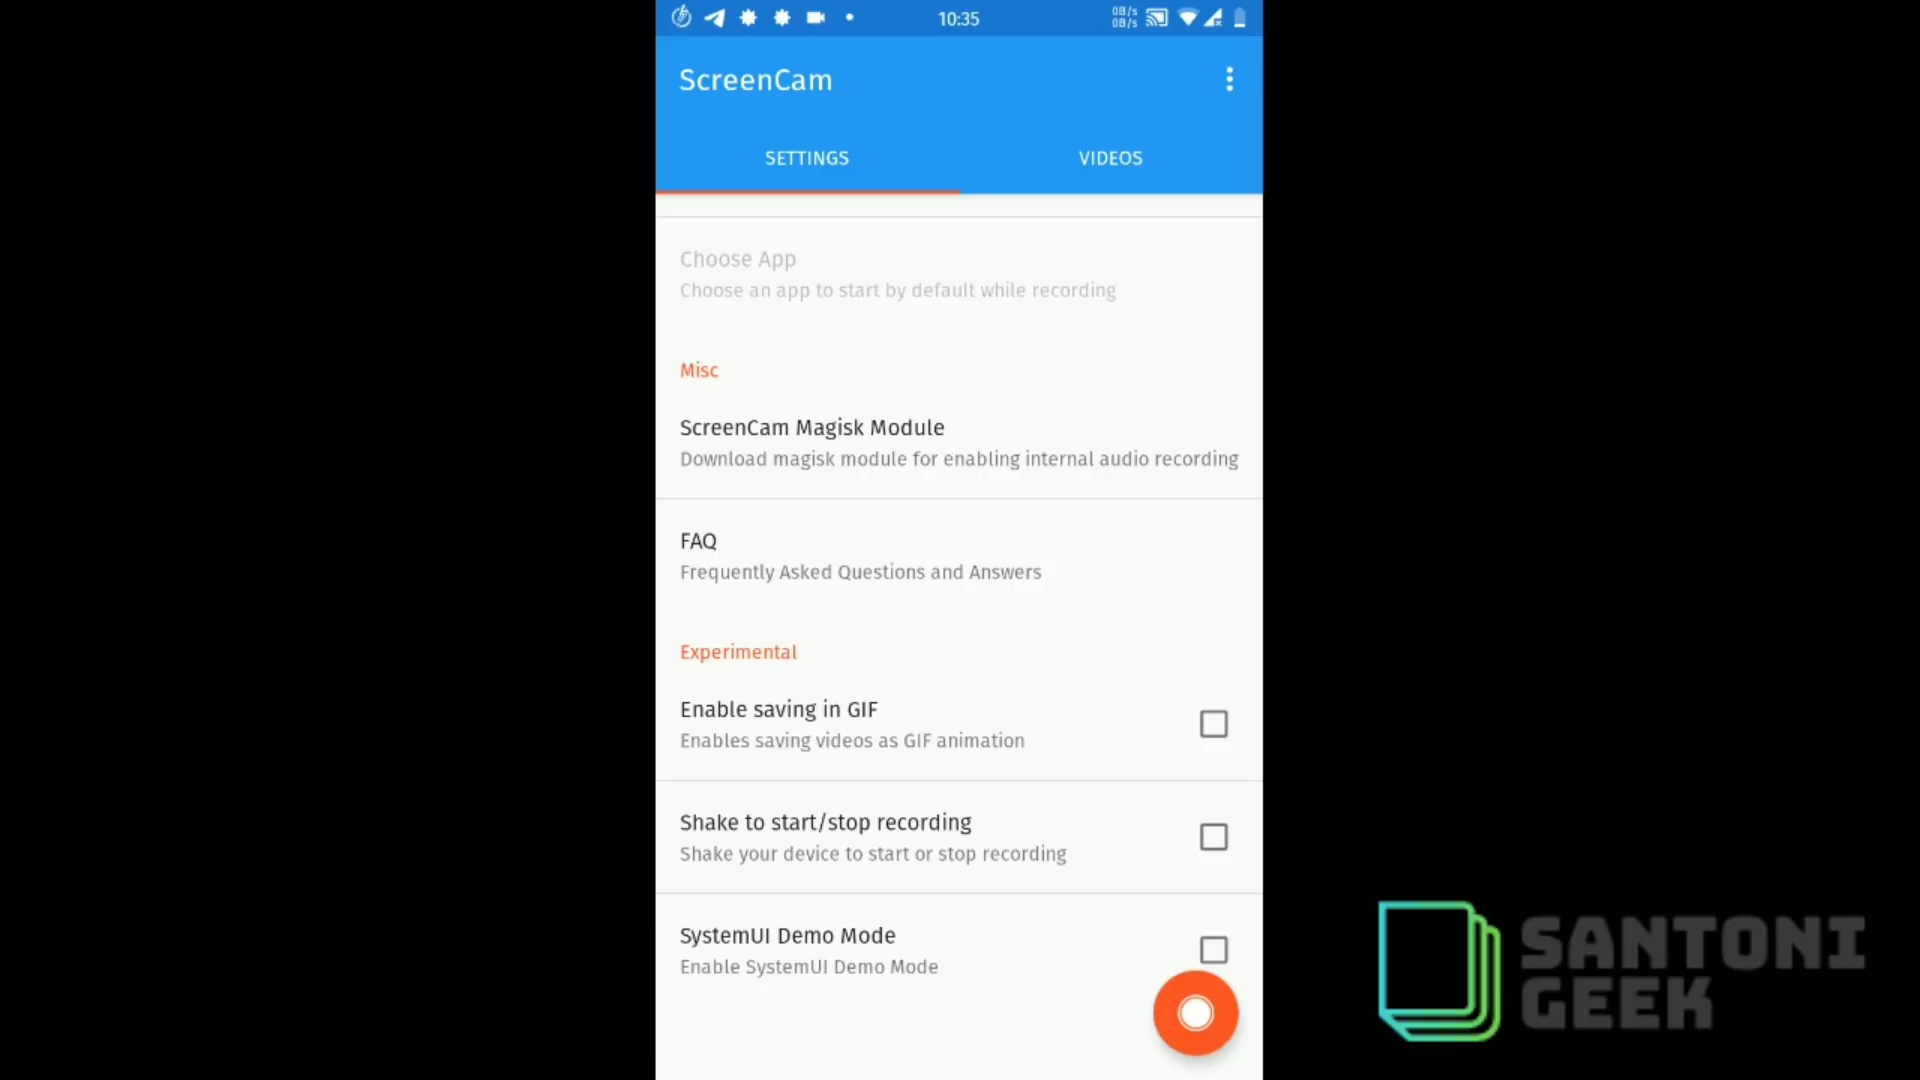 10:35
0B/s
0B/s
ScreenCam
SETTINGS
VIDEOS
Choose App
Choose an app to start by default while recording
Misc
ScreenCam Magisk Module
Download magisk module for enabling internal audio recording
FAQ
Frequently Asked Questions and Answers
Experimental
Enable saving in GIF
Enables saving videos as GIF animation
Shake to start/stop recording
Shake your device to start or stop recording
SystemUI Demo Mode
Enable SystemUI Demo Mode
SANTONI
GEEK